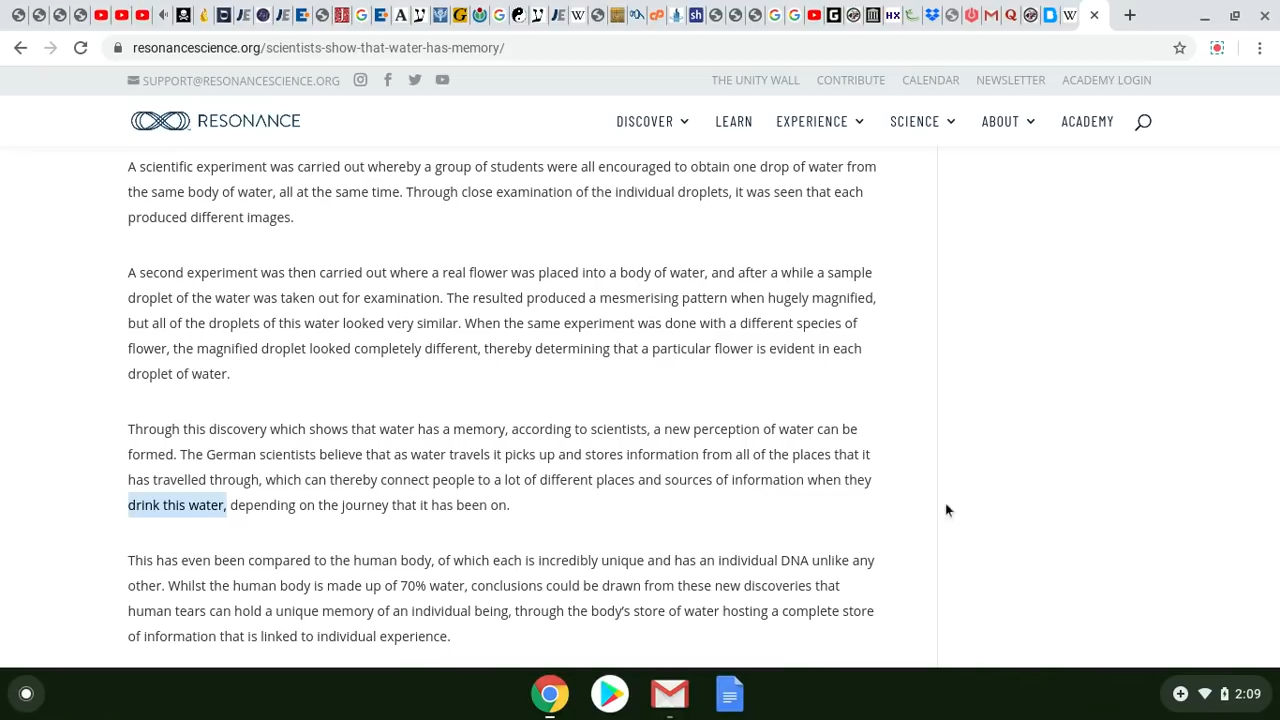 resonancescience.org/scientists-show-that-water-has-memory/
SUPPORT@RESONANCESCIENCE.ORG
THE UNITY WALL
CONTRIBUTE
CALENDAR
NEWSLETTER
ACADEMY LOGIN
RESONANCE
DISCOVER
LEARN
EXPERIENCE
SCIENCE
ABOUT
ACADEMY
A scientific experiment was carried out whereby a group of students were all encouraged to obtain one drop of water from
the same body of water, all at the same time. Through close examination of the individual droplets, it was seen that each
produced different images.
A second experiment was then carried out where a real flower was placed into a body of water, and after a while a sample
droplet of the water was taken out for examination. The resulted produced a mesmerising pattern when hugely magnified,
but all of the droplets of this water looked very similar. When the same experiment was done with a different species of
flower, the magnified droplet looked completely different, thereby determining that a particular flower is evident in each
droplet of water.
Through this discovery which shows that water has a memory, according to scientists, a new perception of water can be
formed. The German scientists believe that as water travels it picks up and stores information from all of the places that it
has travelled through, which can thereby connect people to a lot of different places and sources of information when they
drink this water, depending on the journey that it has been on.
This has even been compared to the human body, of which each is incredibly unique and has an individual DNA unlike any
other. Whilst the human body is made up of 70% water, conclusions could be drawn from these new discoveries that
human tears can hold a unique memory of an individual being, through the body's store of water hosting a complete store
of information that is linked to individual experience.
2:09